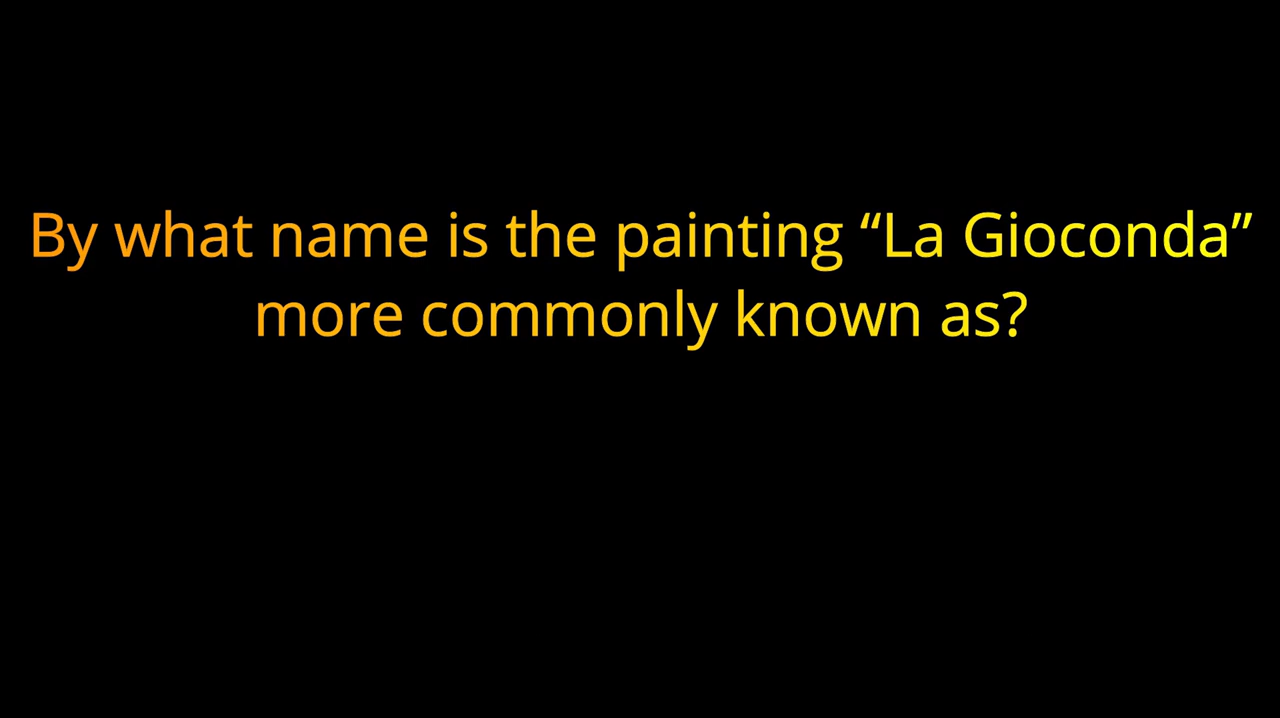 By what name is the painting “La Gioconda”
more commonly known as?